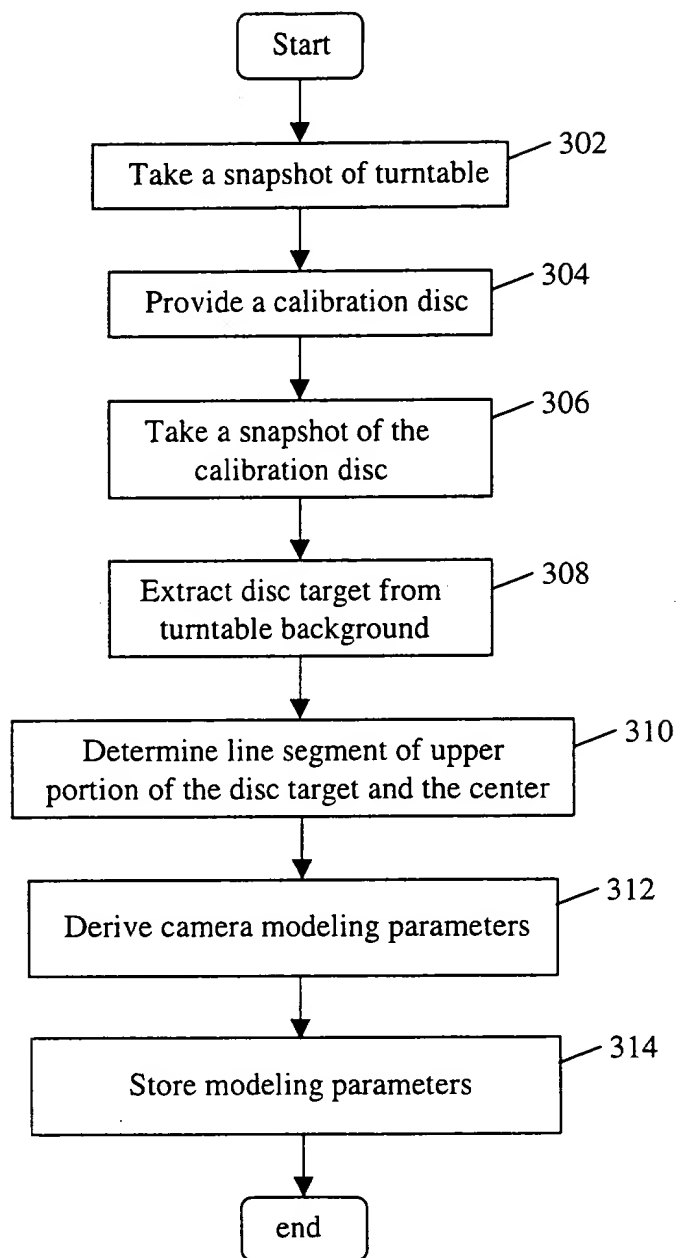 Start
302
Take a snapshot of turntable
304
Provide a calibration disc
306
Take a snapshot of the
calibration disc
308
Extract disc target from
turntable background
310
Determine line segment of upper
portion of the disc target and the center
312
Derive camera modeling parameters
314
Store modeling parameters
end